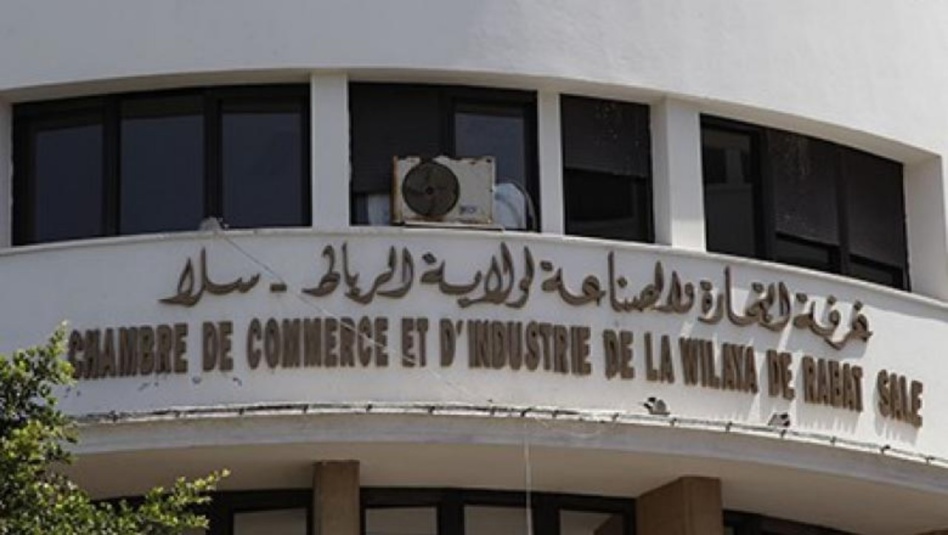 غرفة التجارة والصناعة لولاية الرباط - سلا
CHAMBRE DE COMMERCE ET D'INDUSTRIE DE LA WILAYA DE RABAT SALE